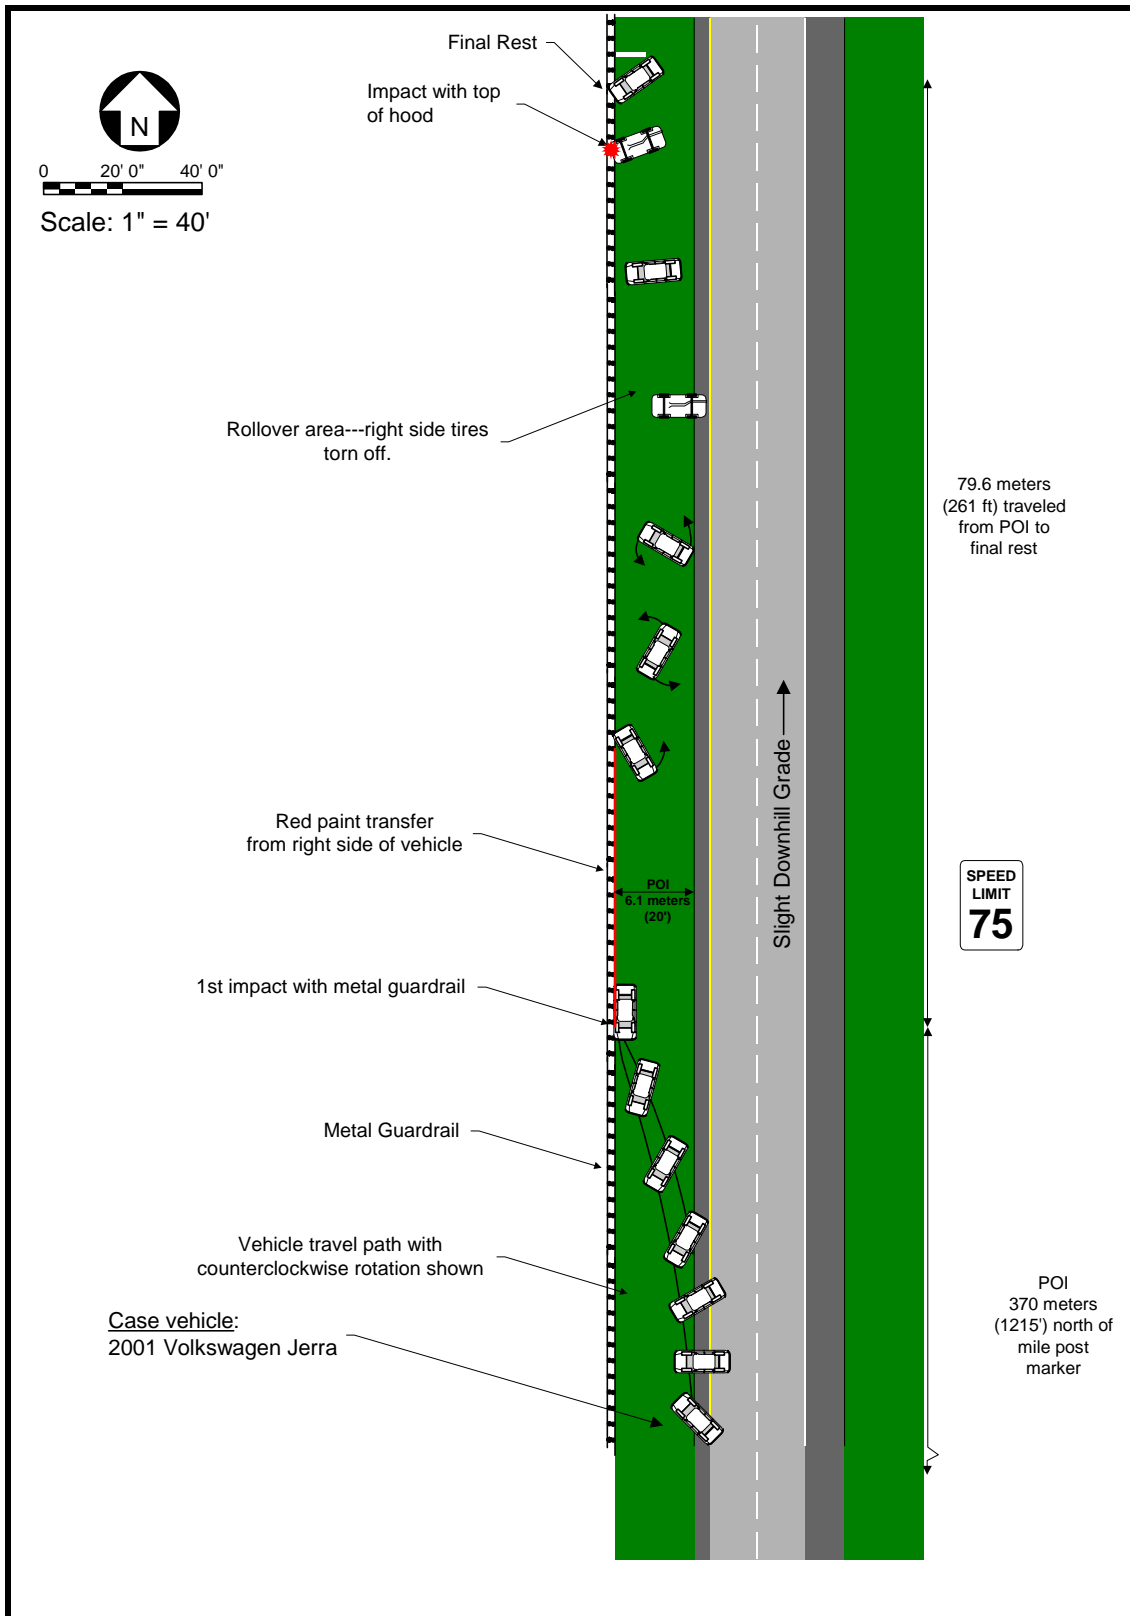 Final Rest
Impact with top
of hood
N
0 20' 0" 40' 0"
Scale: 1" = 40'
Rollover area---right side tires
torn off.
79.6 meters
(261 ft) traveled
from POI to
final rest
Slight Downhill Grade
Red paint transfer
from right side of vehicle
POI
6.1 meters
(20')
SPEED
LIMIT
75
1st impact with metal guardrail
Metal Guardrail
Vehicle travel path with
counterclockwise rotation shown
Case vehicle:
2001 Volkswagen Jerra
POI
370 meters
(1215') north of
mile post
marker